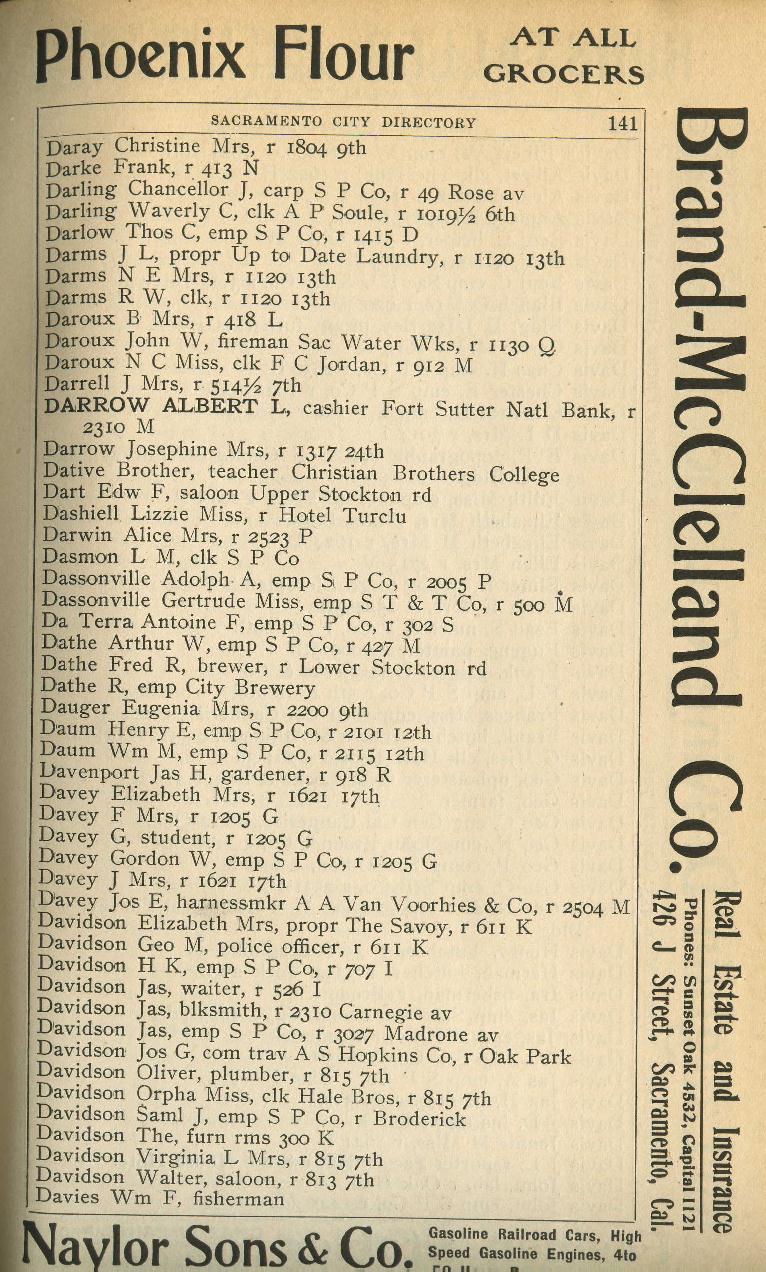 Phoenix Flour
AT ALL
GROCERS
SACRAMENTO CITY DIRECTORY 141
Daray Christine Mrs, r 1804 9th
Darke Frank, r 413 N
Darling Chancellor J, carp S P Co, r 49 Rose av
Darling Waverly C, clk A P Soule, r 1019½ 6th
Darlow Thos C, emp S P Co, r 1415 D
Darms J L, propr Up to Date Laundry, r 1120 13th
Darms N E Mrs, r 1120 13th
Darms R W, clk, r 1120 13th
Daroux B Mrs, r 418 L
Daroux John W, fireman Sac Water Wks, r 1130 Q
Daroux N C Miss, clk F C Jordan, r 912 M
Darrell J Mrs, r 514½ 7th
DARROW ALBERT L, cashier Fort Sutter Natl Bank, r
2310 M
Darrow Josephine Mrs, r 1317 24th
Dative Brother, teacher Christian Brothers College
Dart Edw F, saloon Upper Stockton rd
Dashiell Lizzie Miss, r Hotel Turclu
Darwin Alice Mrs, r 2523 P
Dasmon L M, clk S P Co
Dassonville Adolph A, emp S P Co, r 2005 P
Dassonville Gertrude Miss, emp S T & T Co, r 500 M
Da Terra Antoine F, emp S P Co, r 302 S
Dathe Arthur W, emp S P Co, r 427 M
Dathe Fred R, brewer, r Lower Stockton rd
Dathe R, emp City Brewery
Dauger Eugenia Mrs, r 2200 9th
Daum Henry E, emp S P Co, r 2101 12th
Daum Wm M, emp S P Co, r 2115 12th
Davenport Jas H, gardener, r 918 R
Davey Elizabeth Mrs, r 1621 17th
Davey F Mrs, r 1205 G
Davey G, student, r 1205 G
Davey Gordon W, emp S P Co, r 1205 G
Davey J Mrs, r 1621 17th
Davey Jos E, harnessmkr A A Van Voorhies & Co, r 2504 M
Davidson Elizabeth Mrs, propr The Savoy, r 611 K
Davidson Geo M, police officer, r 611 K
Davidson H K, emp S P Co, r 707 I
Davidson Jas, waiter, r 526 I
Davidson Jas, blksmith, r 2310 Carnegie av
Davidson Jas, emp S P Co, r 3027 Madrone av
Davidson Jos G, com trav A S Hopkins Co, r Oak Park
Davidson Oliver, plumber, r 815 7th
Davidson Orpha Miss, clk Hale Bros, r 815 7th
Davidson Saml J, emp S P Co, r Broderick
Davidson The, furn rms 300 K
Davidson Virginia L Mrs, r 815 7th
Davidson Walter, saloon, r 813 7th
Davies Wm F, fisherman
Brand-McClelland Co.
Real Estate and Insurance
Phones: Sunset Oak 4532, Capital 1121
426 J Street, Sacramento, Cal.
Naylor Sons & Co.
Gasoline Railroad Cars, High
Speed Gasoline Engines, 4to